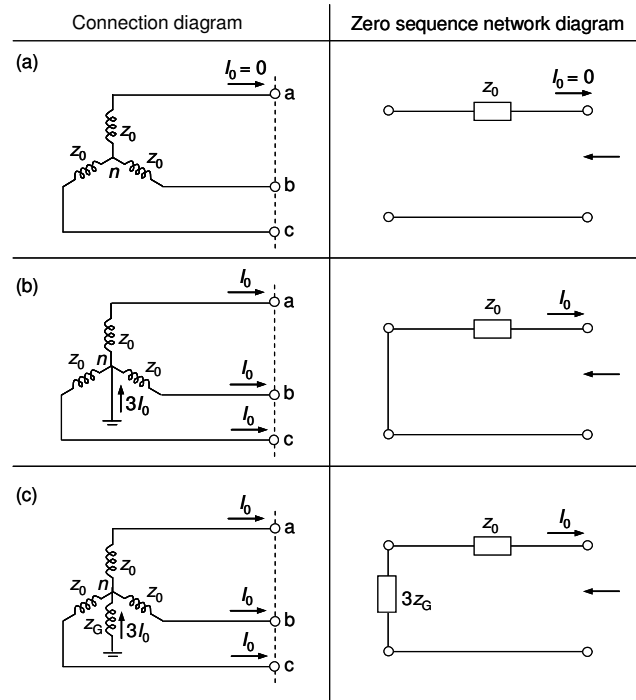 Connection diagram
Zero sequence network diagram
(a)
I0 = 0
a
z0
z0
z0
n
b
c
z0
I0 = 0
(b)
I0
a
z0
z0
n
z0
I0
b
3I0
I0
c
z0
I0
(c)
I0
a
z0
z0
n
z0
I0
b
zG
3I0
I0
c
z0
I0
3zG